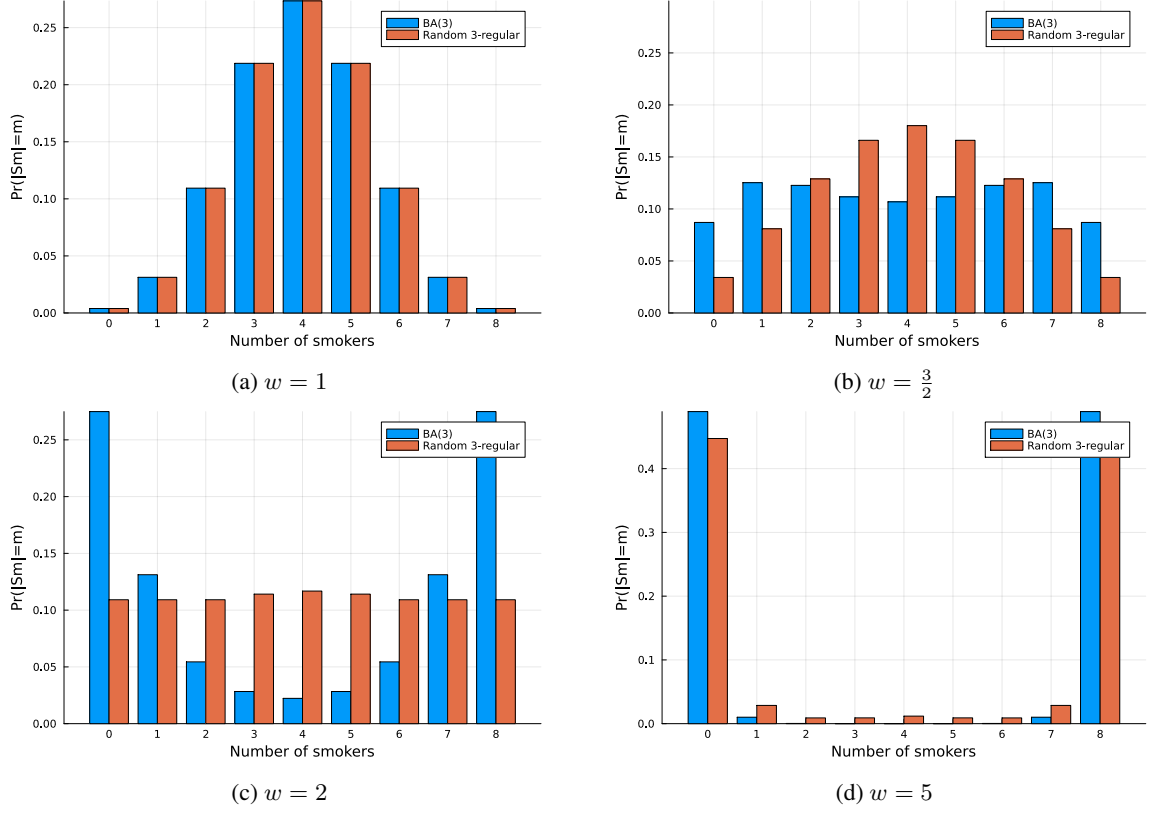 0.25
0.20
0.15
0.10
0.05
0.00
Pr(|Sm|=m)
BA(3)
Random 3-regular
0 1 2 3 4 5 6 7 8
Number of smokers
(a) w = 1
0.25
0.20
0.15
0.10
0.05
0.00
Pr(|Sm|=m)
BA(3)
Random 3-regular
0 1 2 3 4 5 6 7 8
Number of smokers
(b) w = 3/2
0.25
0.20
0.15
0.10
0.05
0.00
Pr(|Sm|=m)
BA(3)
Random 3-regular
0 1 2 3 4 5 6 7 8
Number of smokers
(c) w = 2
0.4
0.3
0.2
0.1
0.0
Pr(|Sm|=m)
BA(3)
Random 3-regular
0 1 2 3 4 5 6 7 8
Number of smokers
(d) w = 5